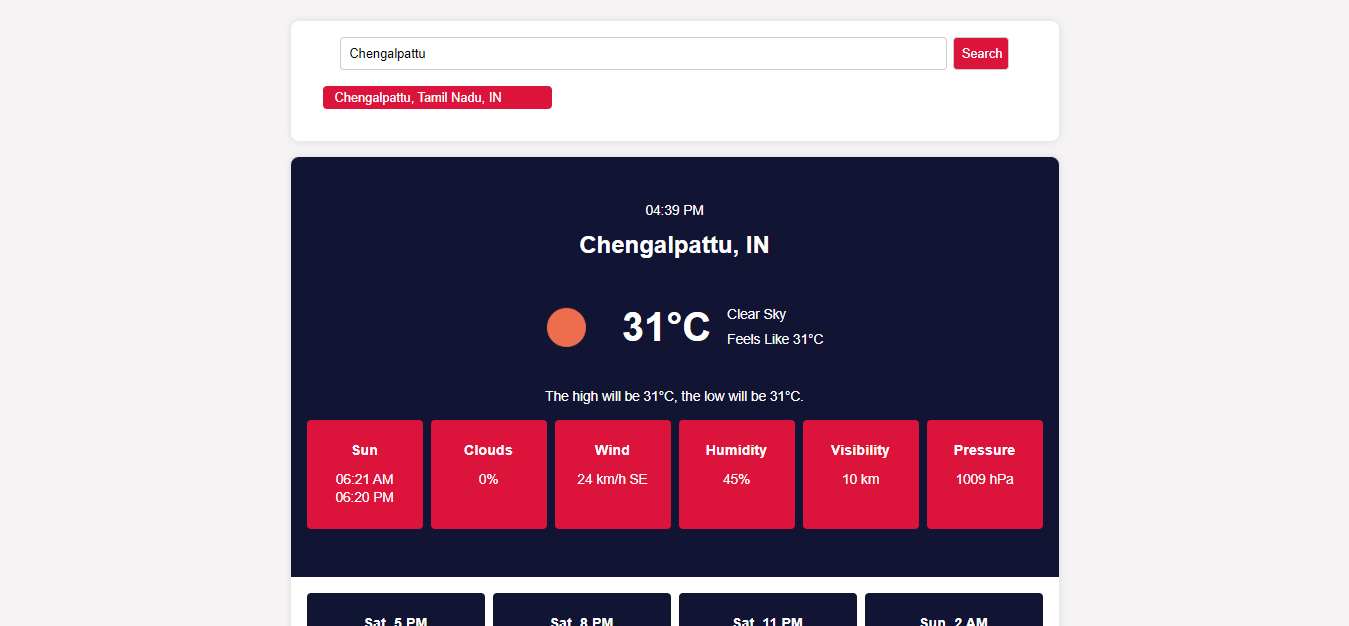 Chengalpattu
Search
Chengalpattu, Tamil Nadu, IN
04:39 PM
Chengalpattu, IN
31°C
Clear Sky
Feels Like 31°C
The high will be 31°C, the low will be 31°C.
Sun
06:21 AM
06:20 PM
Clouds
0%
Wind
24 km/h SE
Humidity
45%
Visibility
10 km
Pressure
1009 hPa
Sat, 5 PM
Sat, 8 PM
Sat, 11 PM
Sun, 2 AM